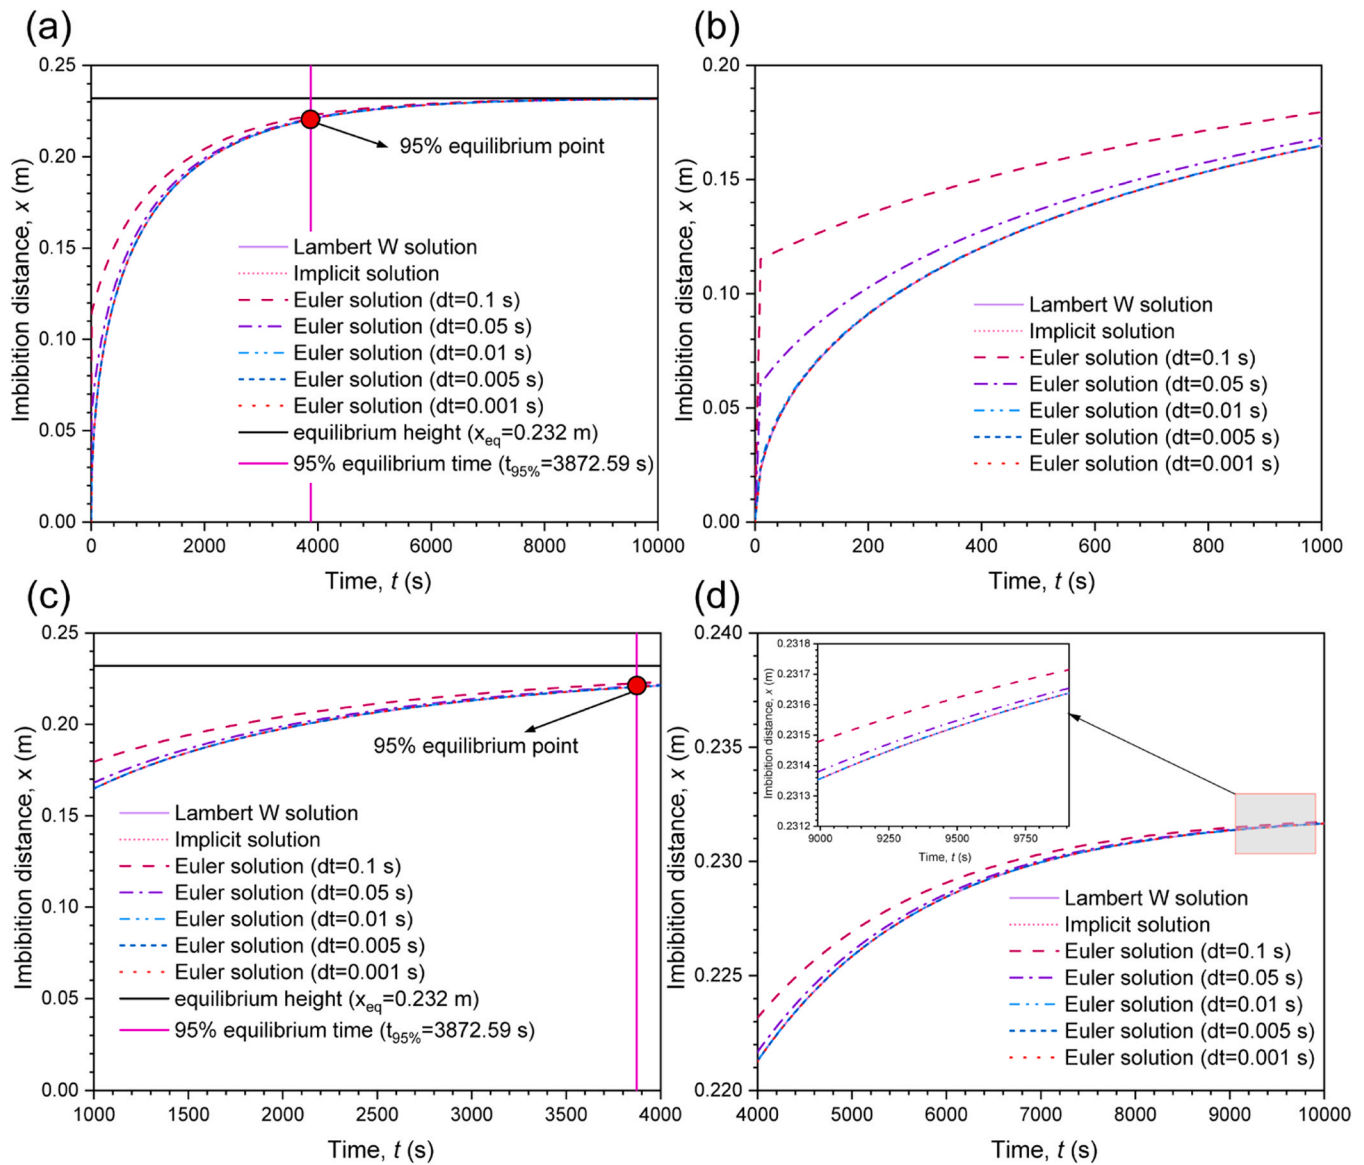 (a)
0.25
0.20
0.15
0.10
0.05
0.00
Imbibition distance, x (m)
95% equilibrium point
Lambert W solution
Implicit solution
Euler solution (dt=0.1 s)
Euler solution (dt=0.05 s)
Euler solution (dt=0.01 s)
Euler solution (dt=0.005 s)
Euler solution (dt=0.001 s)
equilibrium height (xeq=0.232 m)
95% equilibrium time (t95%=3872.59 s)
0 2000 4000 6000 8000 10000
Time, t (s)
(b)
0.20
0.15
0.10
0.05
0.00
Imbibition distance, x (m)
Lambert W solution
Implicit solution
Euler solution (dt=0.1 s)
Euler solution (dt=0.05 s)
Euler solution (dt=0.01 s)
Euler solution (dt=0.005 s)
Euler solution (dt=0.001 s)
0 200 400 600 800 1000
Time, t (s)
(c)
0.25
0.20
0.15
0.10
0.05
0.00
Imbibition distance, x (m)
95% equilibrium point
Lambert W solution
Implicit solution
Euler solution (dt=0.1 s)
Euler solution (dt=0.05 s)
Euler solution (dt=0.01 s)
Euler solution (dt=0.005 s)
Euler solution (dt=0.001 s)
equilibrium height (xeq=0.232 m)
95% equilibrium time (t95%=3872.59 s)
1000 1500 2000 2500 3000 3500 4000
Time, t (s)
(d)
0.240
0.235
0.230
0.225
0.220
Imbibition distance, x (m)
0.2318
0.2317
0.2316
0.2315
0.2314
0.2313
0.2312
Imbibition distance, x (m)
9000 9250 9500 9750
Time, t (s)
Lambert W solution
Implicit solution
Euler solution (dt=0.1 s)
Euler solution (dt=0.05 s)
Euler solution (dt=0.01 s)
Euler solution (dt=0.005 s)
Euler solution (dt=0.001 s)
4000 5000 6000 7000 8000 9000 10000
Time, t (s)